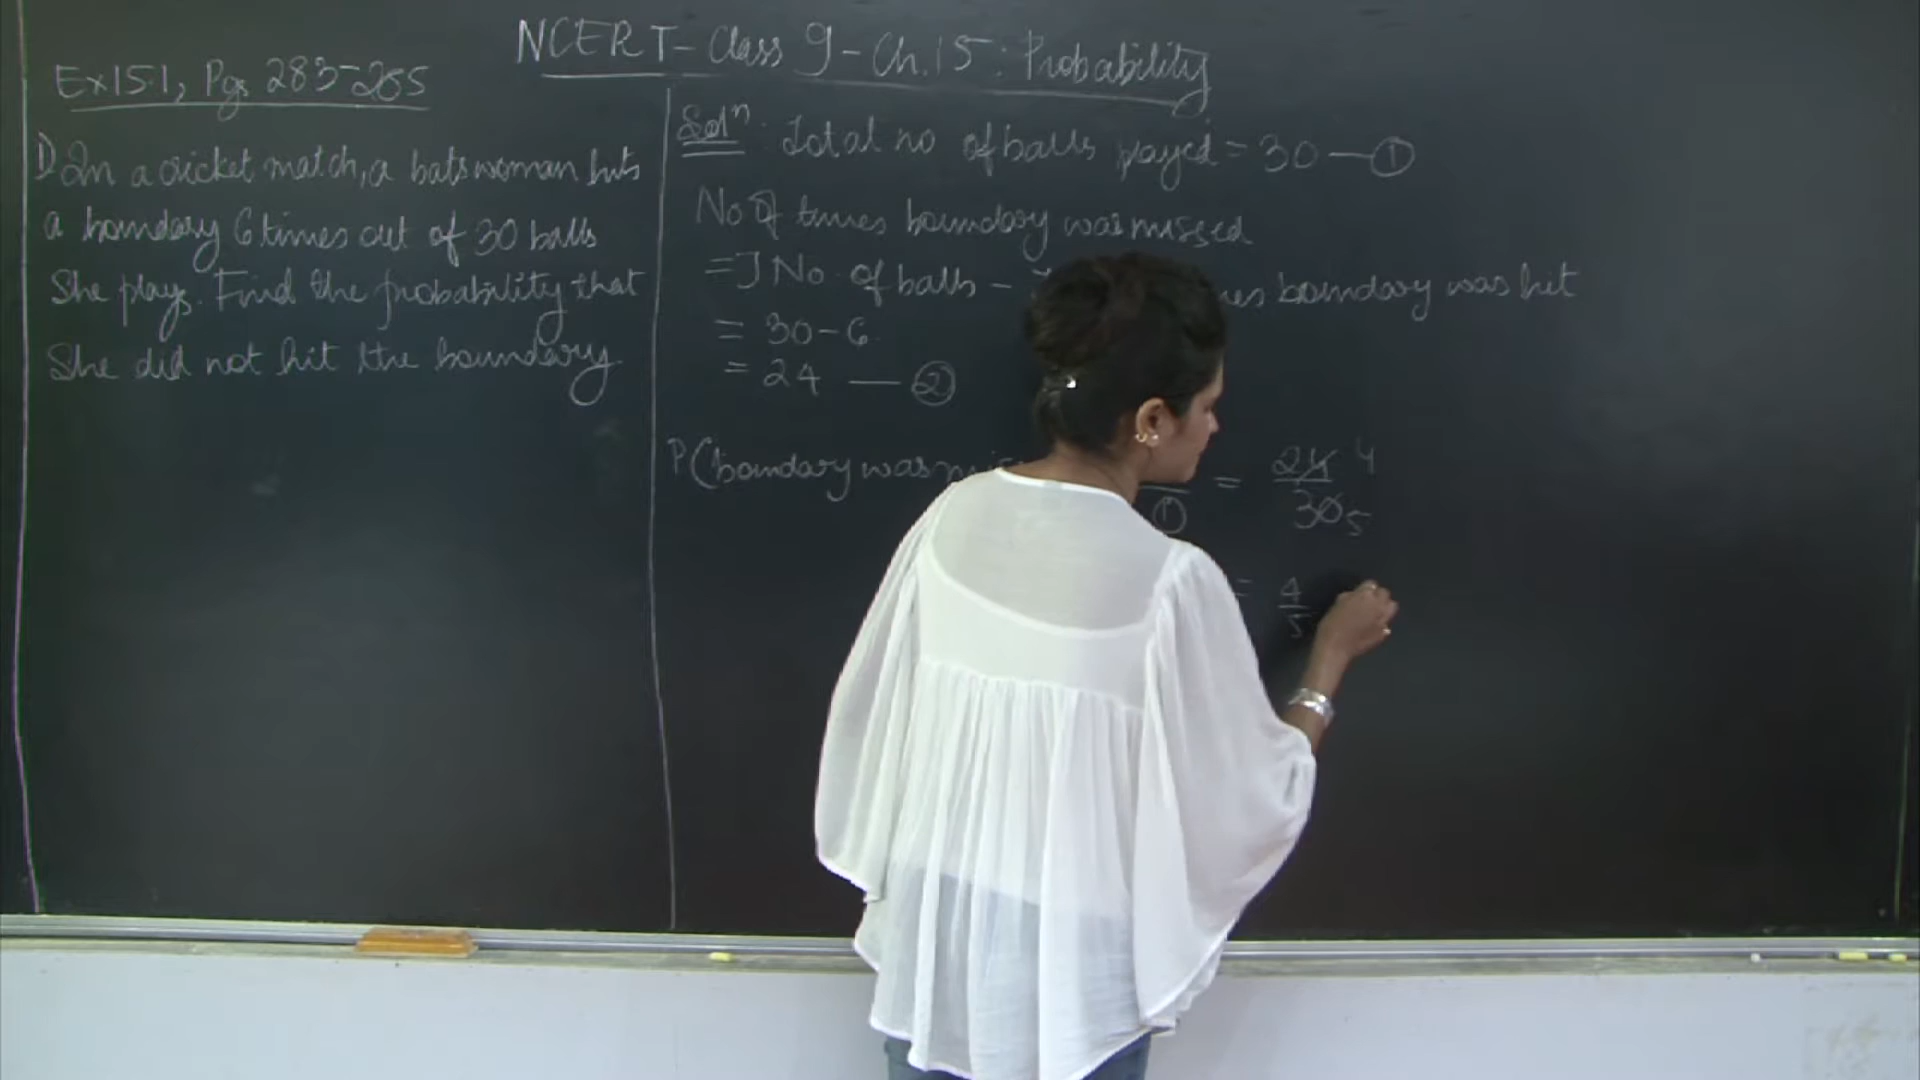 NCERT - Class 9 - Ch. 15 : Probability
Ex 15.1, Pgs 283-285
1) In a cricket match, a batswoman hits
a boundary 6 times out of 30 balls
She plays. Find the probability that
She did not hit the boundary.
Solⁿ. Total no of balls played = 30 — ①
No of times boundary was missed
= T No. of balls - boundary was hit
= 30 - 6
= 24 — ②
P (boundary was
① = 24/30 4 5
= 4/5